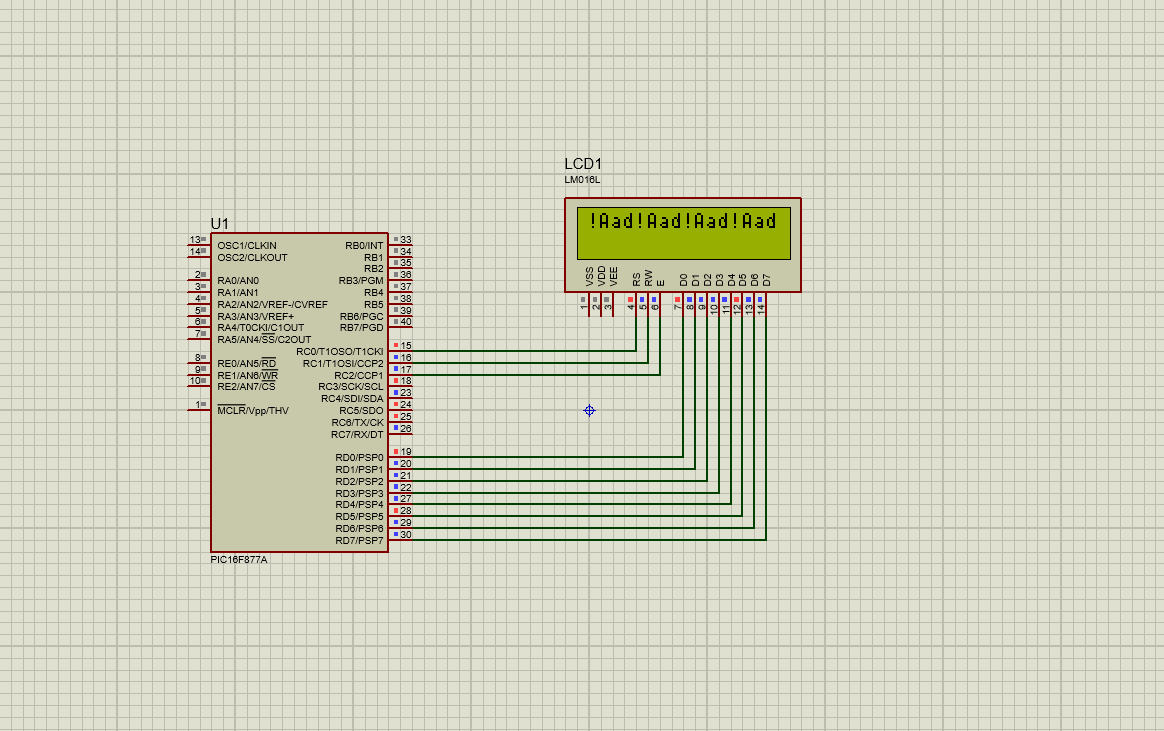 LCD1
LM016L
!Aad!Aad!Aad!Aad
VSS VDD VEE RS RW E D0 D1 D2 D3 D4 D5 D6 D7
1 2 3 4 5 6 7 8 9 10 11 12 13 14
U1
13 OSC1/CLKIN RB0/INT 33
14 OSC2/CLKOUT RB1 34
RB2 35
2 RA0/AN0 RB3/PGM 36
3 RA1/AN1 RB4 37
4 RA2/AN2/VREF-/CVREF RB5 38
5 RA3/AN3/VREF+ RB6/PGC 39
6 RA4/T0CKI/C1OUT RB7/PGD 40
7 RA5/AN4/SS/C2OUT
RC0/T1OSO/T1CKI 15
8 RE0/AN5/RD RC1/T1OSI/CCP2 16
9 RE1/AN6/WR RC2/CCP1 17
10 RE2/AN7/CS RC3/SCK/SCL 18
RC4/SDI/SDA 23
1 MCLR/Vpp/THV RC5/SDO 24
RC6/TX/CK 25
RC7/RX/DT 26
RD0/PSP0 19
RD1/PSP1 20
RD2/PSP2 21
RD3/PSP3 22
RD4/PSP4 27
RD5/PSP5 28
RD6/PSP6 29
RD7/PSP7 30
PIC16F877A